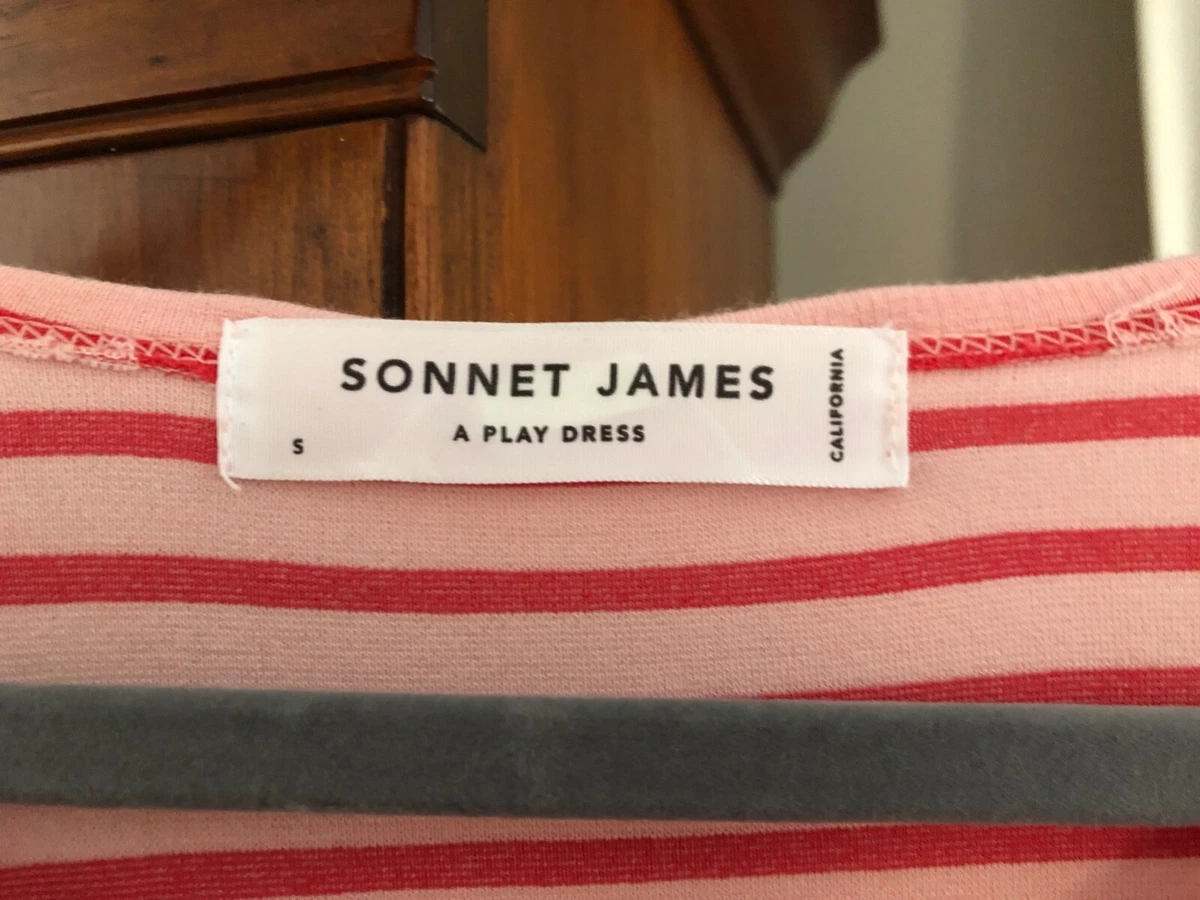 SONNET JAMES
A PLAY DRESS
S
CALIFORNIA